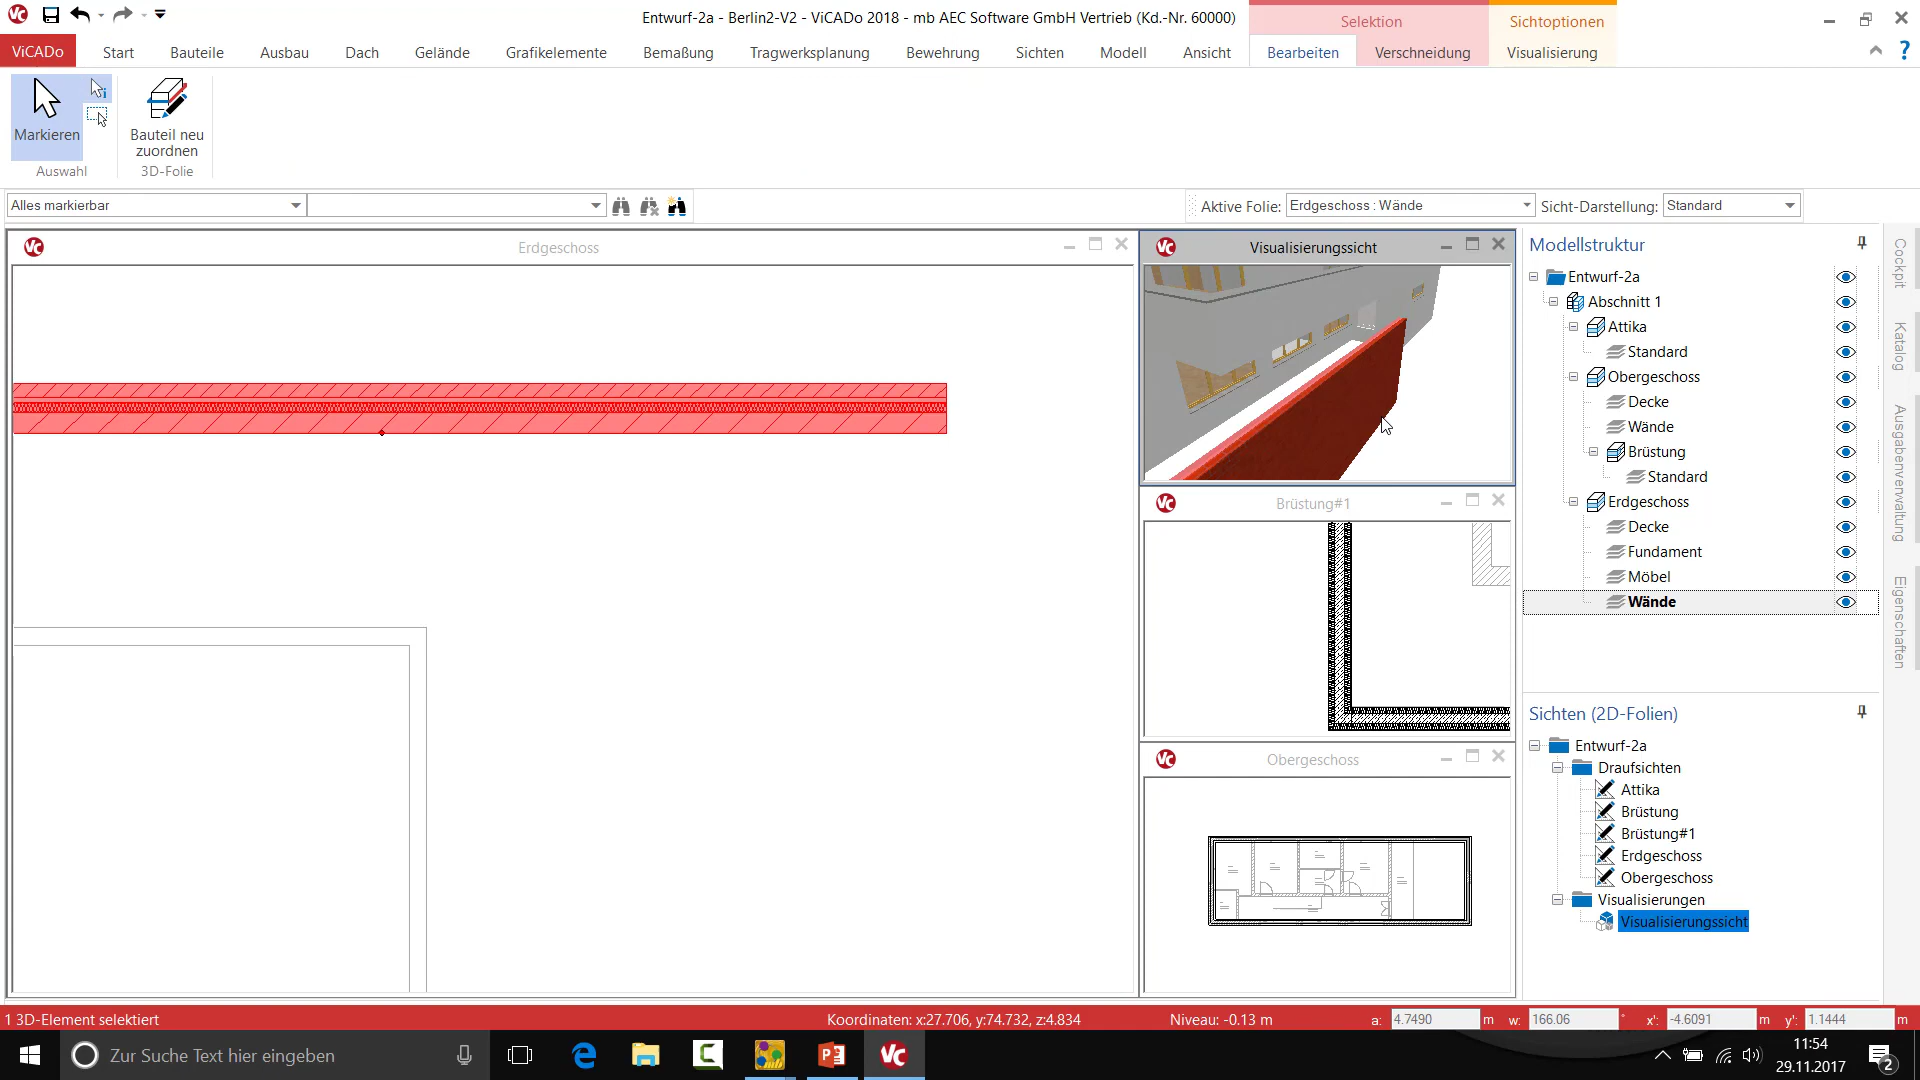 Entwurf-2a - Berlin2-V2 - ViCADo 2018 - mb AEC Software GmbH Vertrieb (Kd.-Nr. 60000)
Selektion
Sichtoptionen
ViCADo
Start
Bauteile
Ausbau
Dach
Gelände
Grafikelemente
Bemaßung
Tragwerksplanung
Bewehrung
Sichten
Modell
Ansicht
Bearbeiten
Verschneidung
Visualisierung
Markieren
Bauteil neu
zuordnen
Auswahl
3D-Folie
Alles markierbar
Aktive Folie:
Erdgeschoss : Wände
Sicht-Darstellung:
Standard
Erdgeschoss
Visualisierungssicht
Brüstung#1
Obergeschoss
Modellstruktur
Entwurf-2a
Abschnitt 1
Attika
Standard
Obergeschoss
Decke
Wände
Brüstung
Standard
Erdgeschoss
Decke
Fundament
Möbel
Wände
Sichten (2D-Folien)
Entwurf-2a
Draufsichten
Attika
Brüstung
Brüstung#1
Erdgeschoss
Obergeschoss
Visualisierungen
Visualisierungssicht
Cockpit
Katalog
Ausgabenverwaltung
Eigenschaften
1 3D-Element selektiert
Koordinaten: x:27.706, y:74.732, z:4.834
Niveau: -0.13 m
a: 4.7490 m
w: 166.06 °
x': -4.6091 m
y': 1.1444 m
Zur Suche Text hier eingeben
11:54
29.11.2017
2